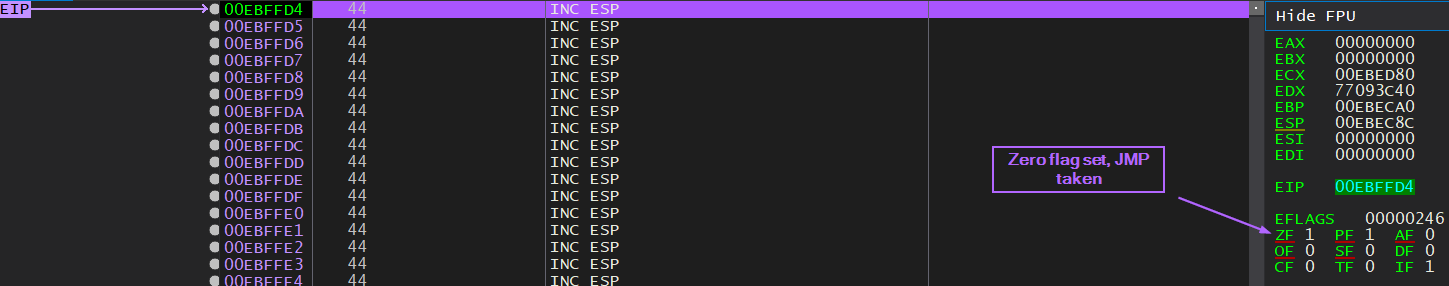 EIP 00EBFFD4 44 INC ESP
00EBFFD5 44 INC ESP
00EBFFD6 44 INC ESP
00EBFFD7 44 INC ESP
00EBFFD8 44 INC ESP
00EBFFD9 44 INC ESP
00EBFFDA 44 INC ESP
00EBFFDB 44 INC ESP
00EBFFDC 44 INC ESP
00EBFFDD 44 INC ESP
00EBFFDE 44 INC ESP
00EBFFDF 44 INC ESP
00EBFFE0 44 INC ESP
00EBFFE1 44 INC ESP
00EBFFE2 44 INC ESP
00EBFFE3 44 INC ESP
00EBFFE4 44 INC ESP
Zero flag set, JMP
taken
Hide FPU
EAX 00000000
EBX 00000000
ECX 00EBED80
EDX 77093C40
EBP 00EBECA0
ESP 00EBEC8C
ESI 00000000
EDI 00000000
EIP 00EBFFD4
EFLAGS 00000246
ZF 1 PF 1 AF 0
OF 0 SF 0 DF 0
CF 0 TF 0 IF 1